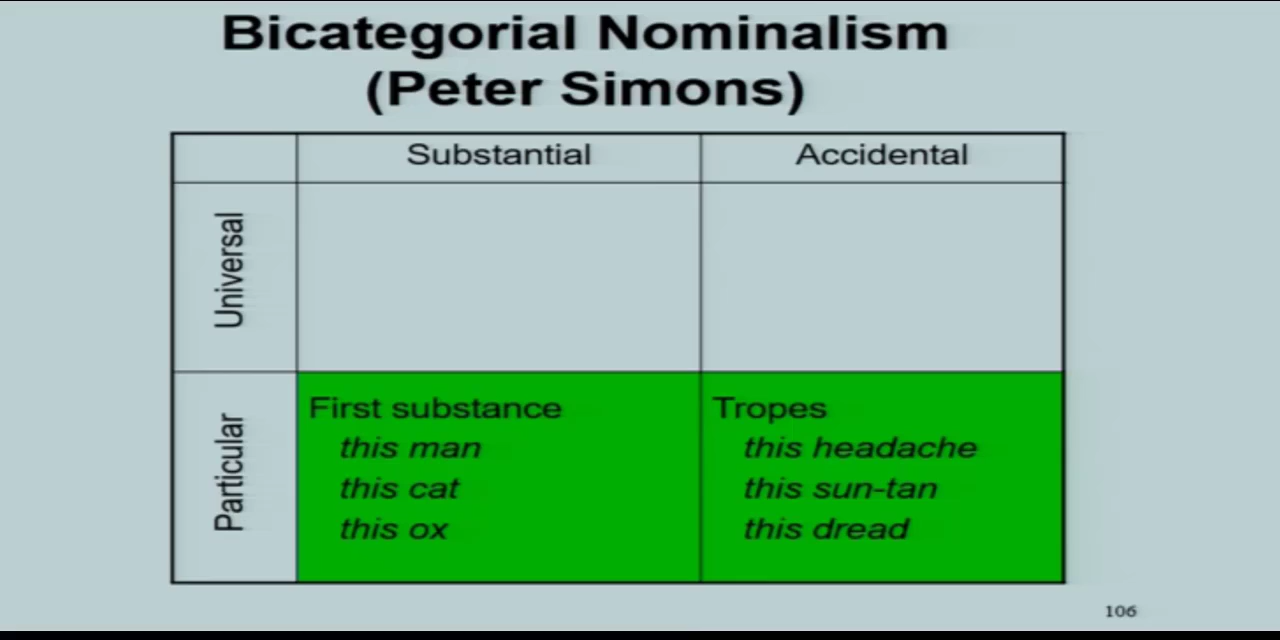 Bicategorial Nominalism
(Peter Simons)
Substantial
Accidental
Universal
Particular
First substance
this man
this cat
this ox
Tropes
this headache
this sun-tan
this dread
106